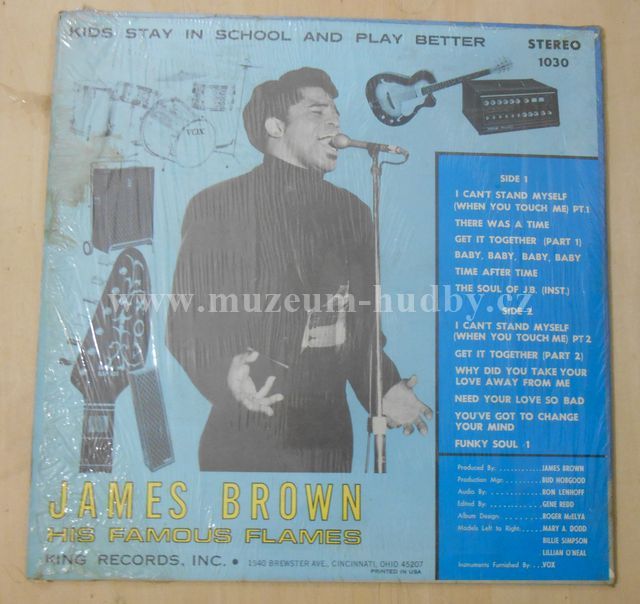 KIDS STAY IN SCHOOL AND PLAY BETTER
STEREO
1030
VOX
SIDE 1
I CAN'T STAND MYSELF
(WHEN YOU TOUCH ME) PT.1
THERE WAS A TIME
GET IT TOGETHER (PART 1)
BABY, BABY, BABY, BABY
TIME AFTER TIME
THE SOUL OF J.B. (INST.)
www.muzeum-hudby.cz
SIDE 2
I CAN'T STAND MYSELF
(WHEN YOU TOUCH ME) PT 2
GET IT TOGETHER (PART 2)
WHY DID YOU TAKE YOUR
LOVE AWAY FROM ME
NEED YOUR LOVE SO BAD
YOU'VE GOT TO CHANGE
YOUR MIND
FUNKY SOUL 1
Produced By: . . . . . . . . . . . . JAMES BROWN
Production Mgr. . . . . . . . . . BUD HOBGOOD
Audio By: . . . . . . . . . . . . . RON LENHOFF
Edited By: . . . . . . . . . . . . GENE REDD
Album Design: . . . . . . . . . ROGER McELYA
Models Left to Right. . . . . . MARY A. DODD
BILLIE SIMPSON
LILLIAN O'NEAL
Instruments Furnished By: . . . VOX
JAMES BROWN
HIS FAMOUS FLAMES
KING RECORDS, INC. • 1540 BREWSTER AVE., CINCINNATI, OHIO 45207
PRINTED IN USA